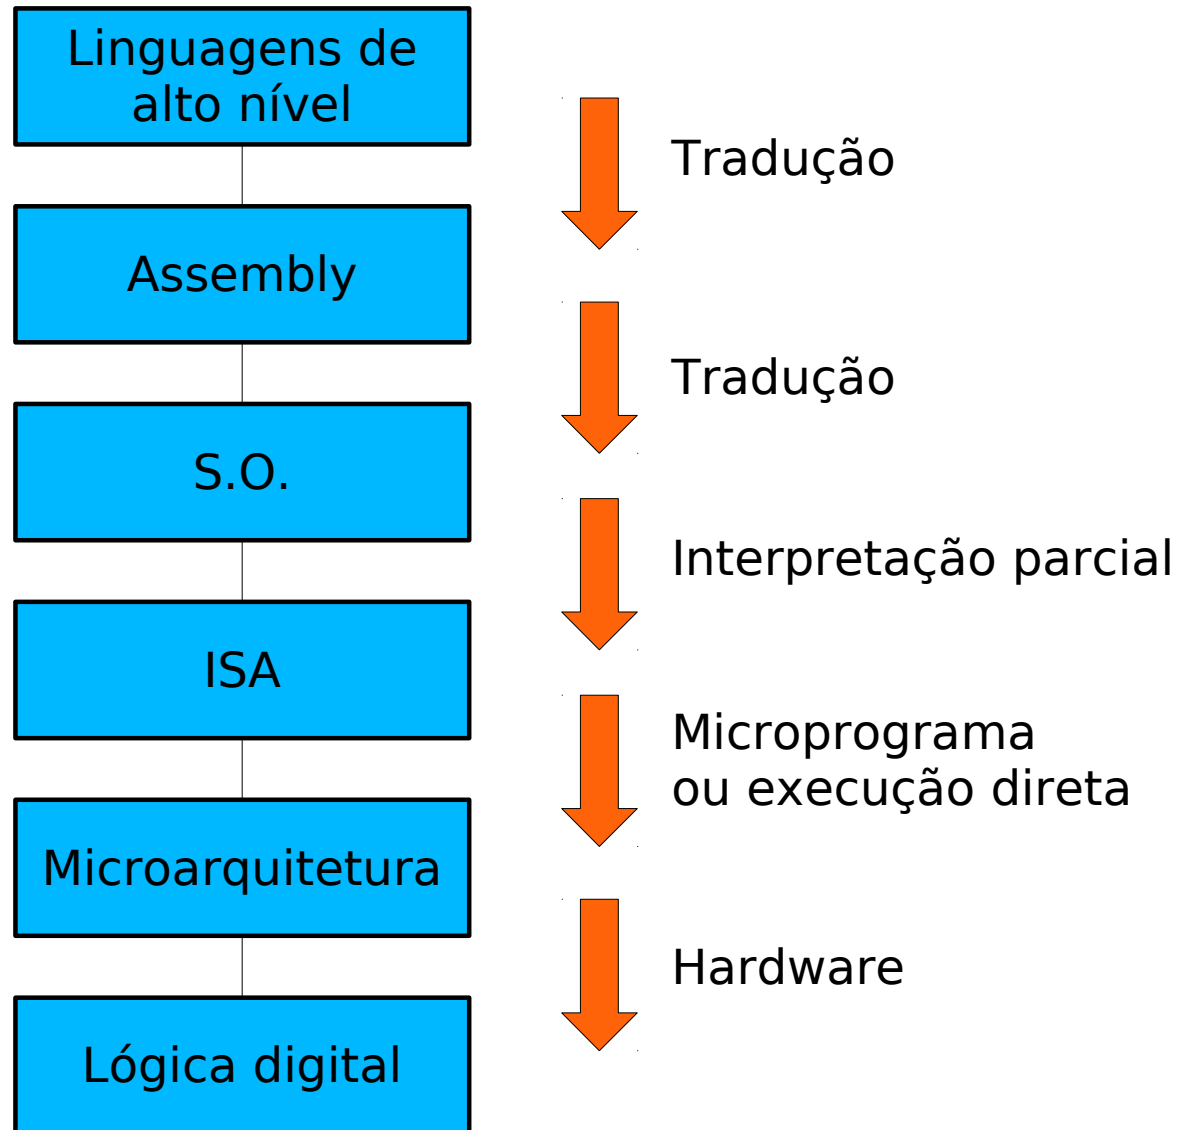 Linguagens de
alto nível
Tradução
Assembly
Tradução
S.O.
Interpretação parcial
ISA
Microprograma
ou execução direta
Microarquitetura
Hardware
Lógica digital